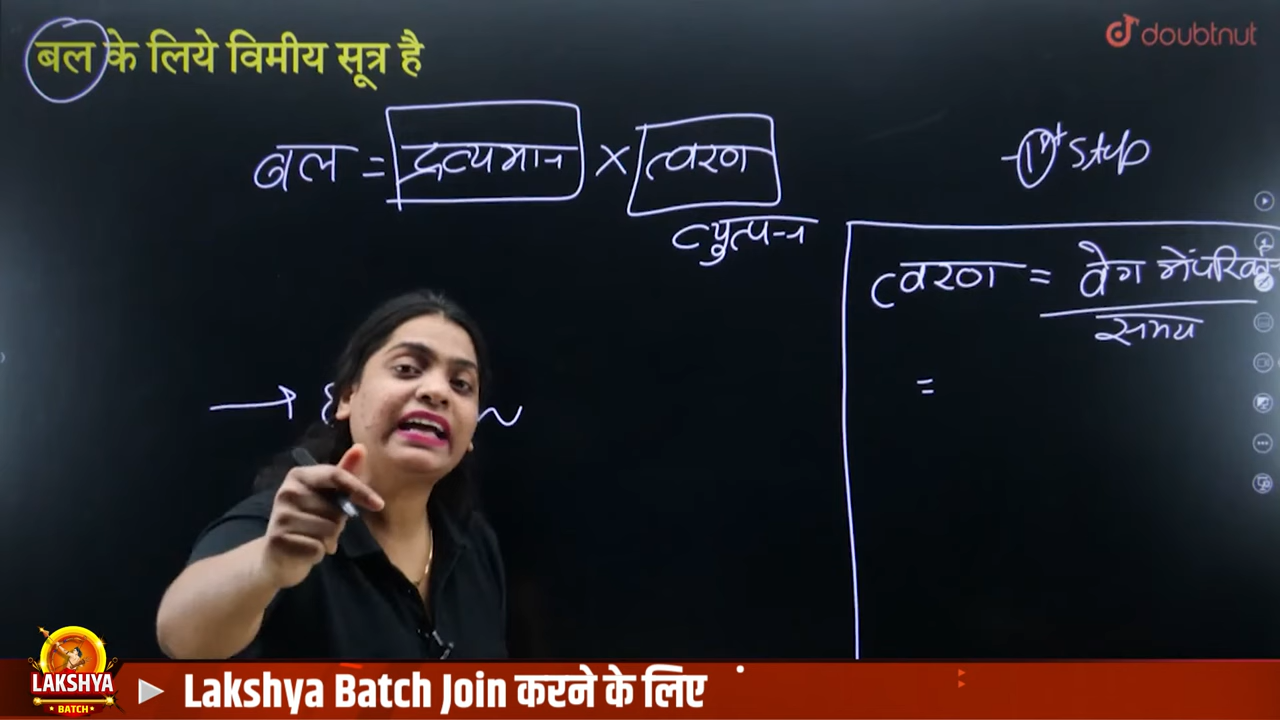 बल के लिये विमीय सूत्र है
doubtnut
बल = द्रव्यमान × त्वरण
व्युत्पन्न
1st step
त्वरण = वेग में परिवर्तन
समय
=
→
LAKSHYA
BATCH
Lakshya Batch Join करने के लिए